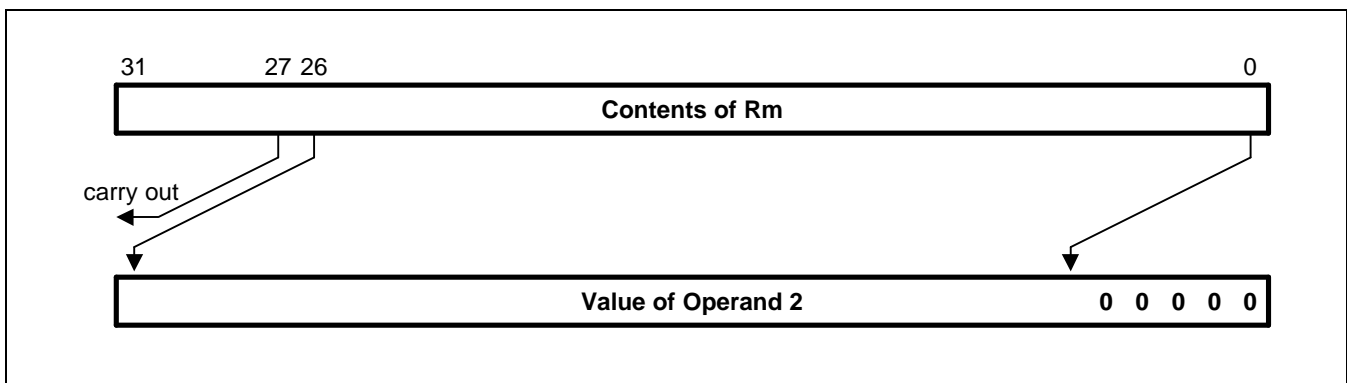 31 27 26 0
Contents of Rm
carry out
Value of Operand 2 0 0 0 0 0